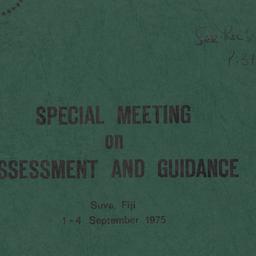 SPECIAL MEETING
on
SSESSMENT AND GUIDANCE
Suva, Fiji
1-4 September 1975